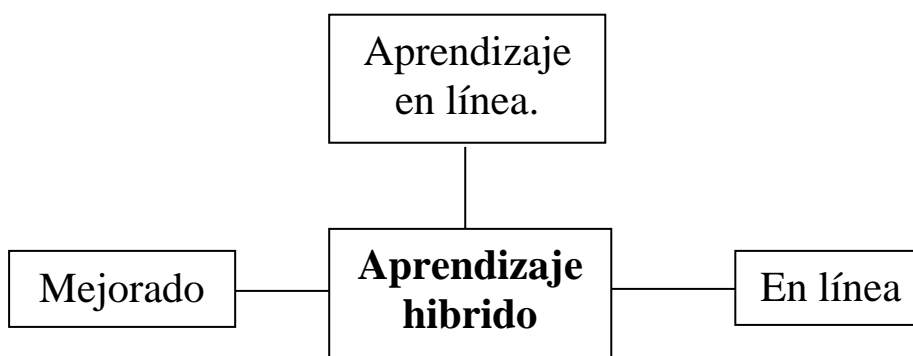 Aprendizaje
en línea.
Mejorado
Aprendizaje
hibrido
En línea